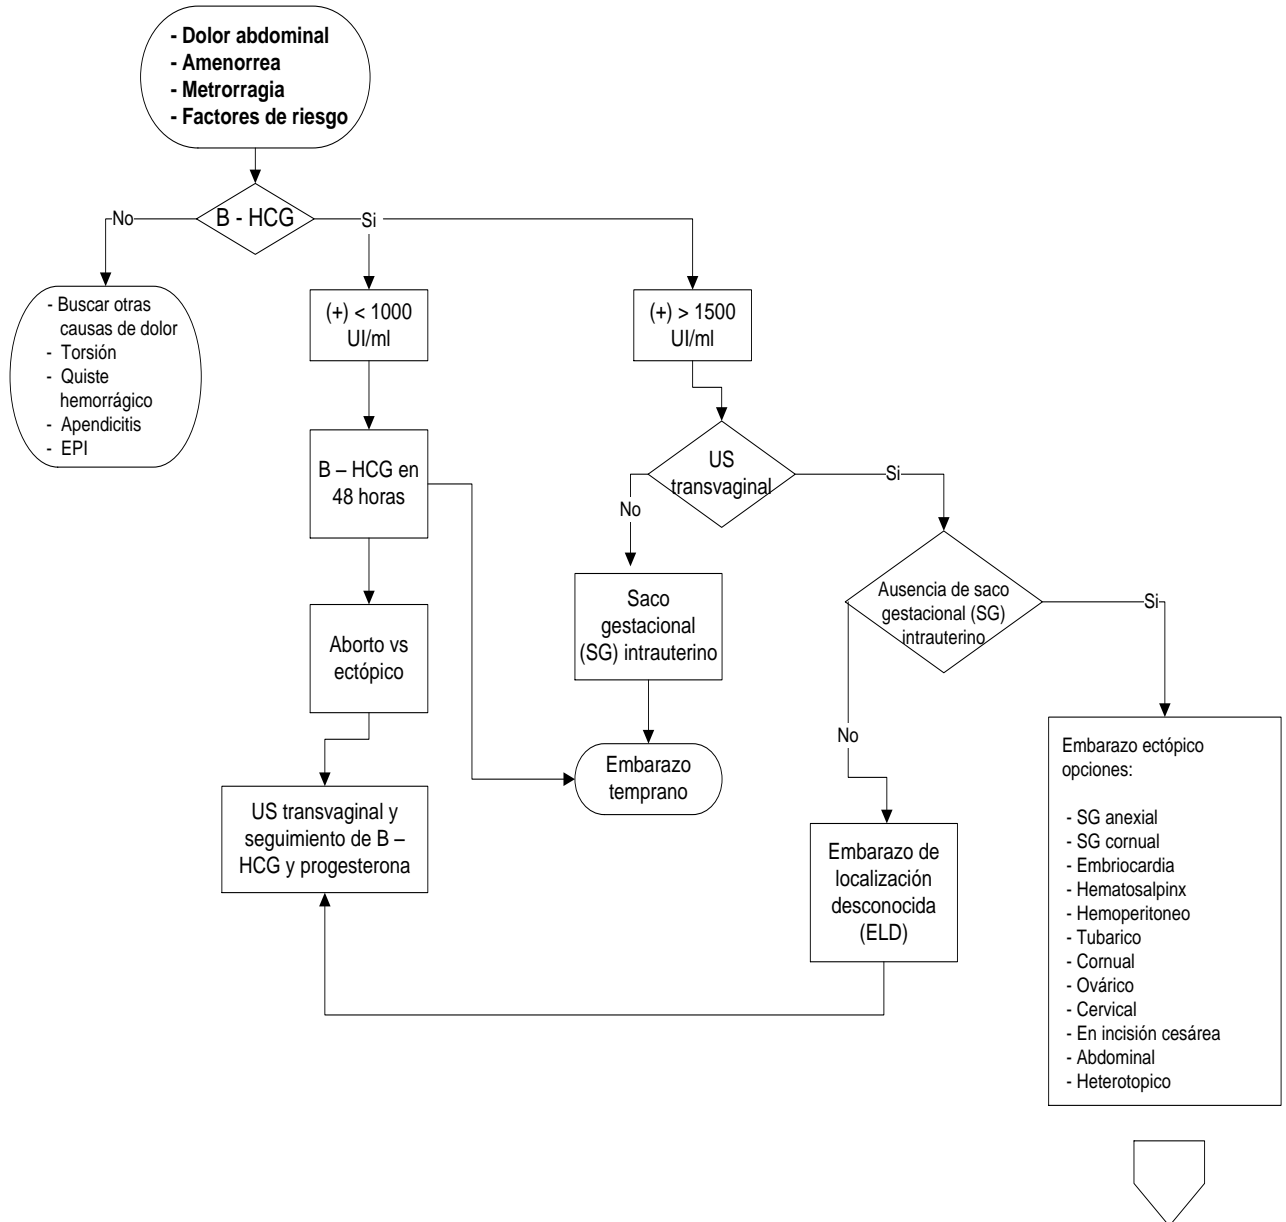 - Dolor abdominal
- Amenorrea
- Metrorragia
- Factores de riesgo
B - HCG
No
Si
- Buscar otras
causas de dolor
- Torsión
- Quiste
hemorrágico
- Apendicitis
- EPI
(+) < 1000
UI/ml
(+) > 1500
UI/ml
B – HCG en
48 horas
US
transvaginal
No
Si
Aborto vs
ectópico
Saco
gestacional
(SG) intrauterino
Ausencia de saco
gestacional (SG)
intrauterino
Si
No
US transvaginal y
seguimiento de B –
HCG y progesterona
Embarazo
temprano
Embarazo de
localización
desconocida
(ELD)
Embarazo ectópico
opciones:
- SG anexial
- SG cornual
- Embriocardia
- Hematosalpinx
- Hemoperitoneo
- Tubarico
- Cornual
- Ovárico
- Cervical
- En incisión cesárea
- Abdominal
- Heterotopico